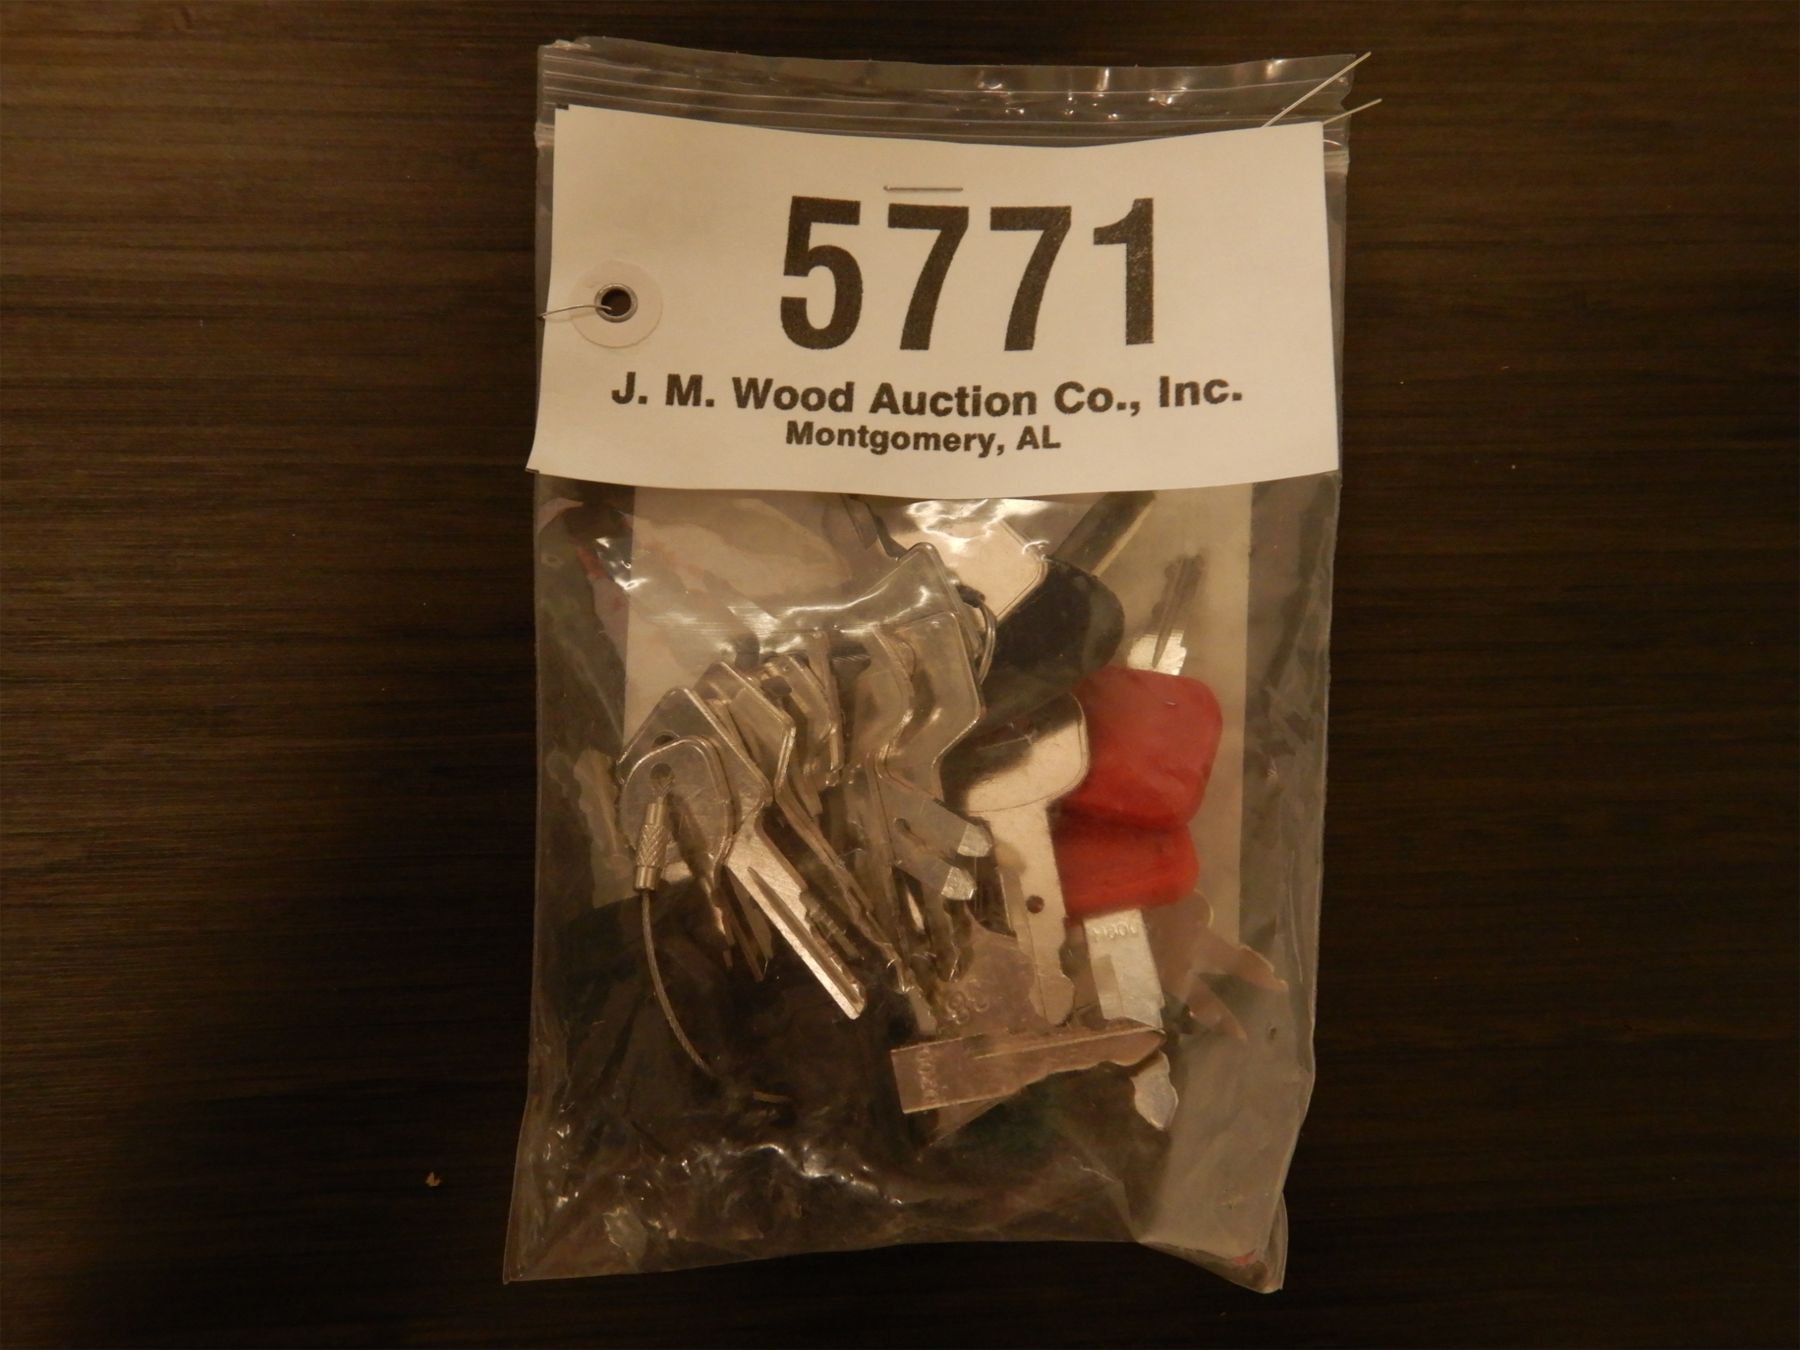 5771
J. M. Wood Auction Co., Inc.
Montgomery, AL